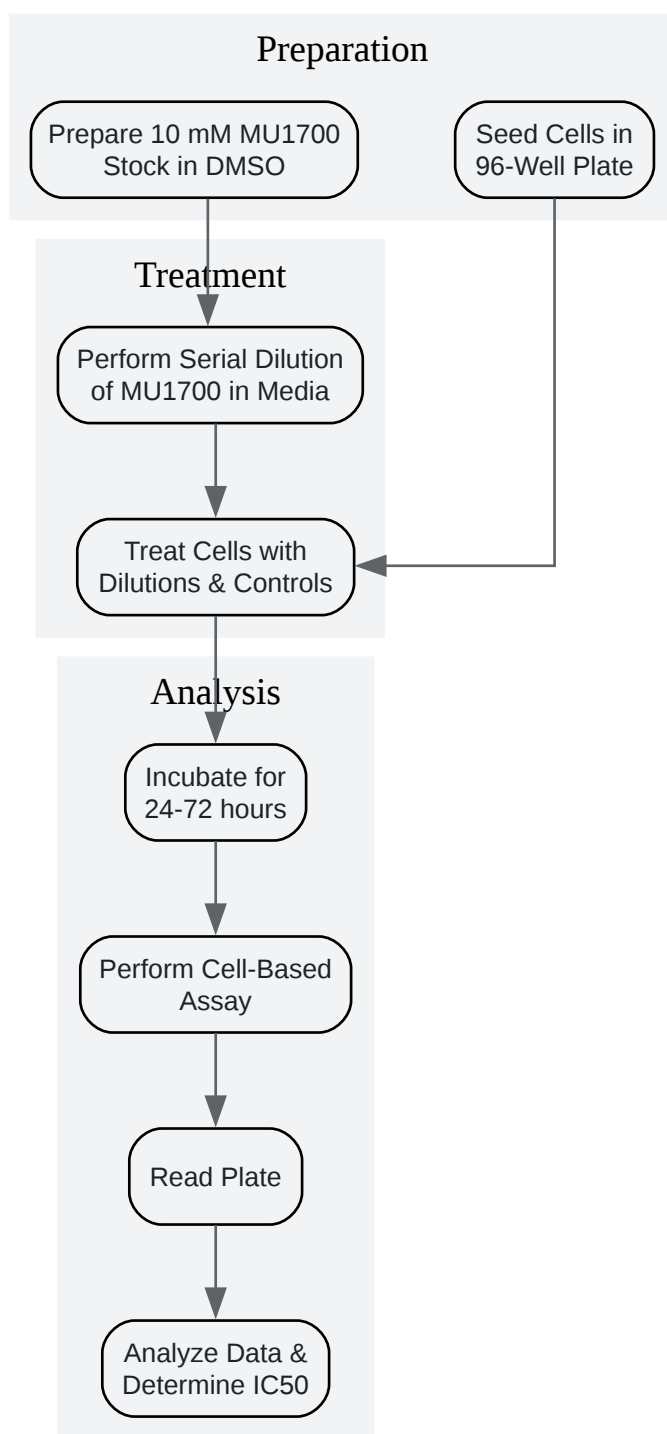 Preparation
Prepare 10 mM MU1700
Stock in DMSO
Seed Cells in
96-Well Plate
Treatment
Perform Serial Dilution
of MU1700 in Media
Treat Cells with
Dilutions & Controls
Analysis
Incubate for
24-72 hours
Perform Cell-Based
Assay
Read Plate
Analyze Data &
Determine IC50